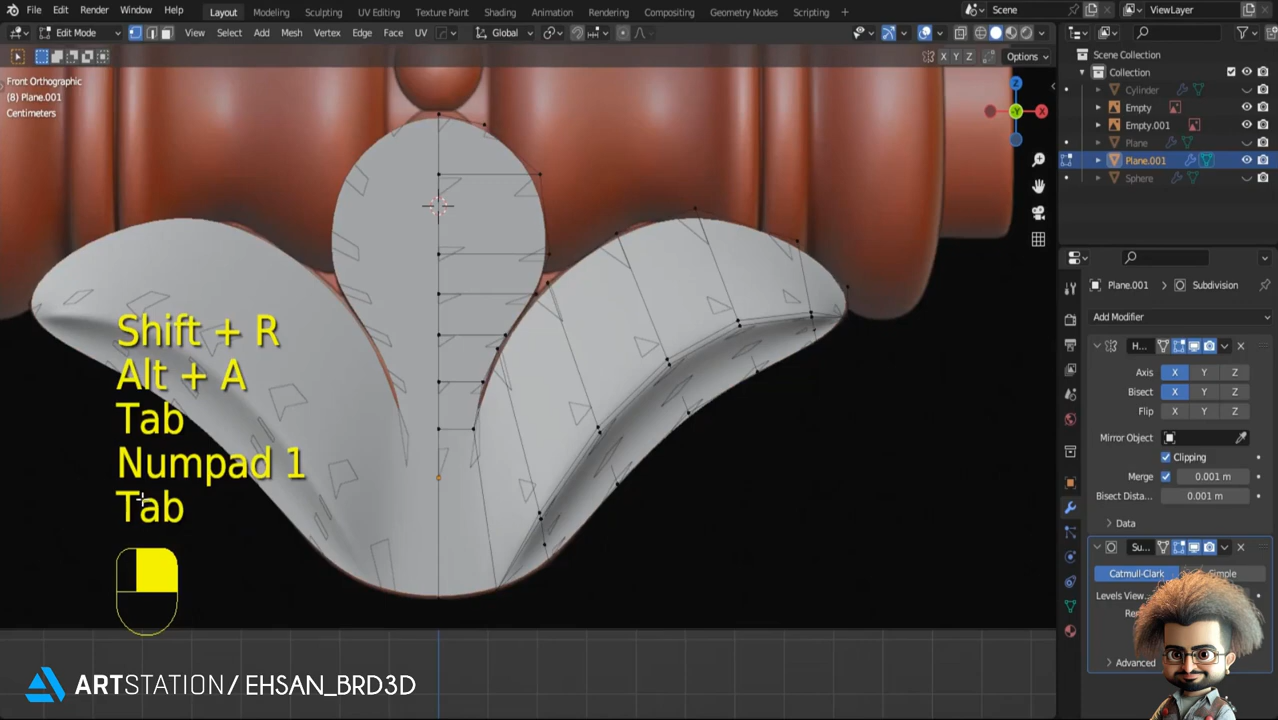 File Edit Render Window Help Layout Modeling Sculpting UV Editing Texture Paint Shading Animation Rendering Compositing Geometry Nodes Scripting + Scene ViewLayer
Edit Mode View Select Add Mesh Vertex Edge Face UV Global
X Y Z Options
Front Orthographic
(8) Plane.001
Centimeters
Z
Y
X
Scene Collection
Collection
Cylinder
Empty
Empty.001
Plane
Plane.001
Sphere
Plane.001 > Subdivision
Add Modifier
H...
Axis X Y Z
Bisect X Y Z
Flip X Y Z
Mirror Object
Clipping
Merge 0.001 m
Bisect Dista... 0.001 m
Data
Su...
Catmull-Clark Simple
Levels View..
Advanced
Shift + R
Alt + A
Tab
Numpad 1
Tab
ARTSTATION / EHSAN_BRD3D